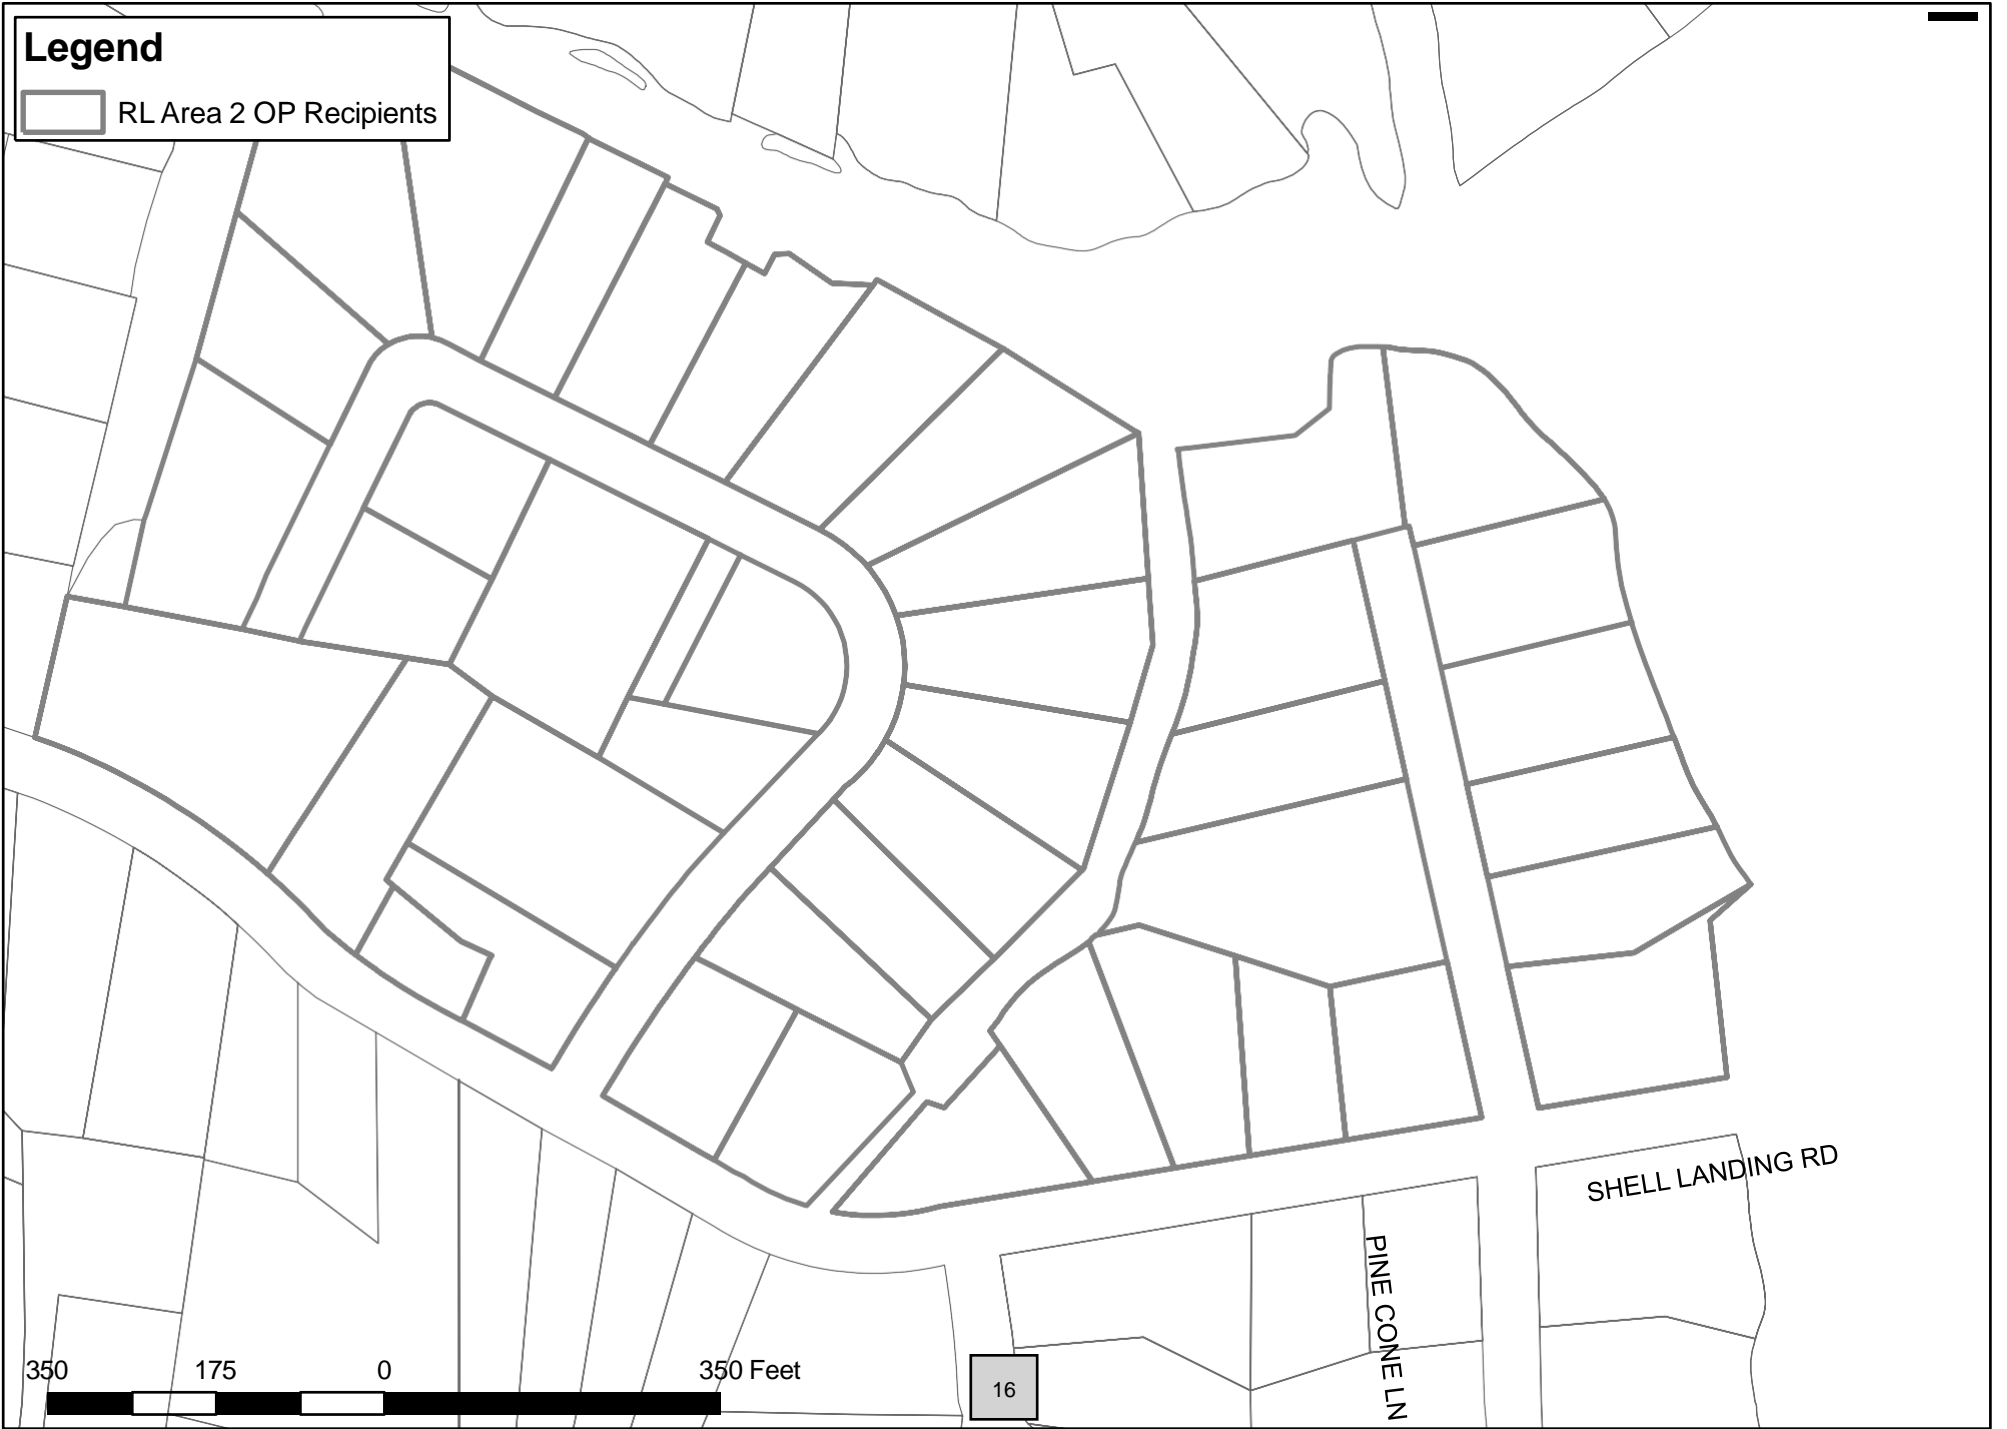 Legend
RL Area 2 OP Recipients
SHELL LANDING RD
PINE CONE LN
350 175 0 350 Feet
16